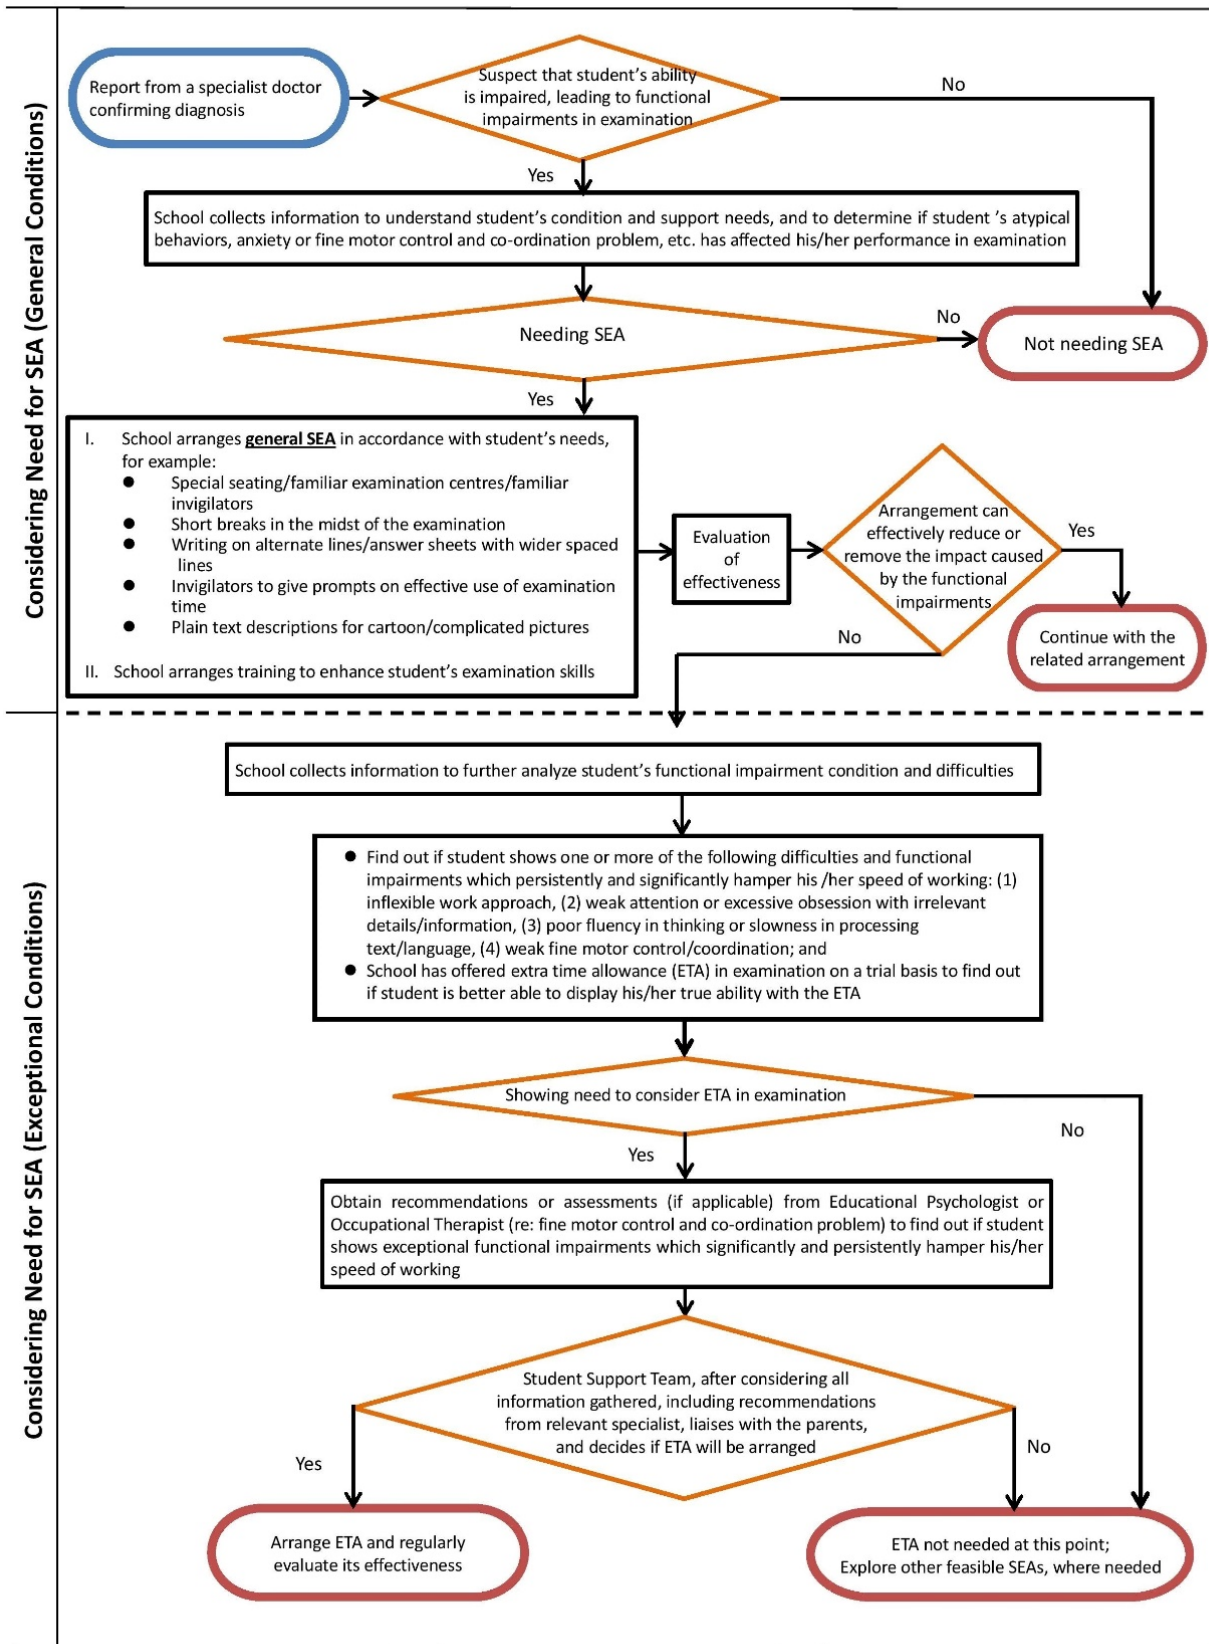 Considering Need for SEA (General Conditions)
Report from a specialist doctor
confirming diagnosis
Suspect that student’s ability
is impaired, leading to functional
impairments in examination
No
Yes
School collects information to understand student’s condition and support needs, and to determine if student ’s atypical
behaviors, anxiety or fine motor control and co-ordination problem, etc. has affected his/her performance in examination
Needing SEA
No
Not needing SEA
Yes
I. School arranges general SEA in accordance with student’s needs,
for example:
● Special seating/familiar examination centres/familiar
invigilators
● Short breaks in the midst of the examination
● Writing on alternate lines/answer sheets with wider spaced
lines
● Invigilators to give prompts on effective use of examination
time
● Plain text descriptions for cartoon/complicated pictures
II. School arranges training to enhance student’s examination skills
Evaluation
of
effectiveness
Arrangement can
effectively reduce or
remove the impact caused
by the functional
impairments
Yes
No
Continue with the
related arrangement
Considering Need for SEA (Exceptional Conditions)
School collects information to further analyze student’s functional impairment condition and difficulties
● Find out if student shows one or more of the following difficulties and functional
impairments which persistently and significantly hamper his /her speed of working: (1)
inflexible work approach, (2) weak attention or excessive obsession with irrelevant
details/information, (3) poor fluency in thinking or slowness in processing
text/language, (4) weak fine motor control/coordination; and
● School has offered extra time allowance (ETA) in examination on a trial basis to find out
if student is better able to display his/her true ability with the ETA
Showing need to consider ETA in examination
No
Yes
Obtain recommendations or assessments (if applicable) from Educational Psychologist or
Occupational Therapist (re: fine motor control and co-ordination problem) to find out if student
shows exceptional functional impairments which significantly and persistently hamper his/her
speed of working
Student Support Team, after considering all
information gathered, including recommendations
from relevant specialist, liaises with the parents,
and decides if ETA will be arranged
Yes
No
Arrange ETA and regularly
evaluate its effectiveness
ETA not needed at this point;
Explore other feasible SEAs, where needed